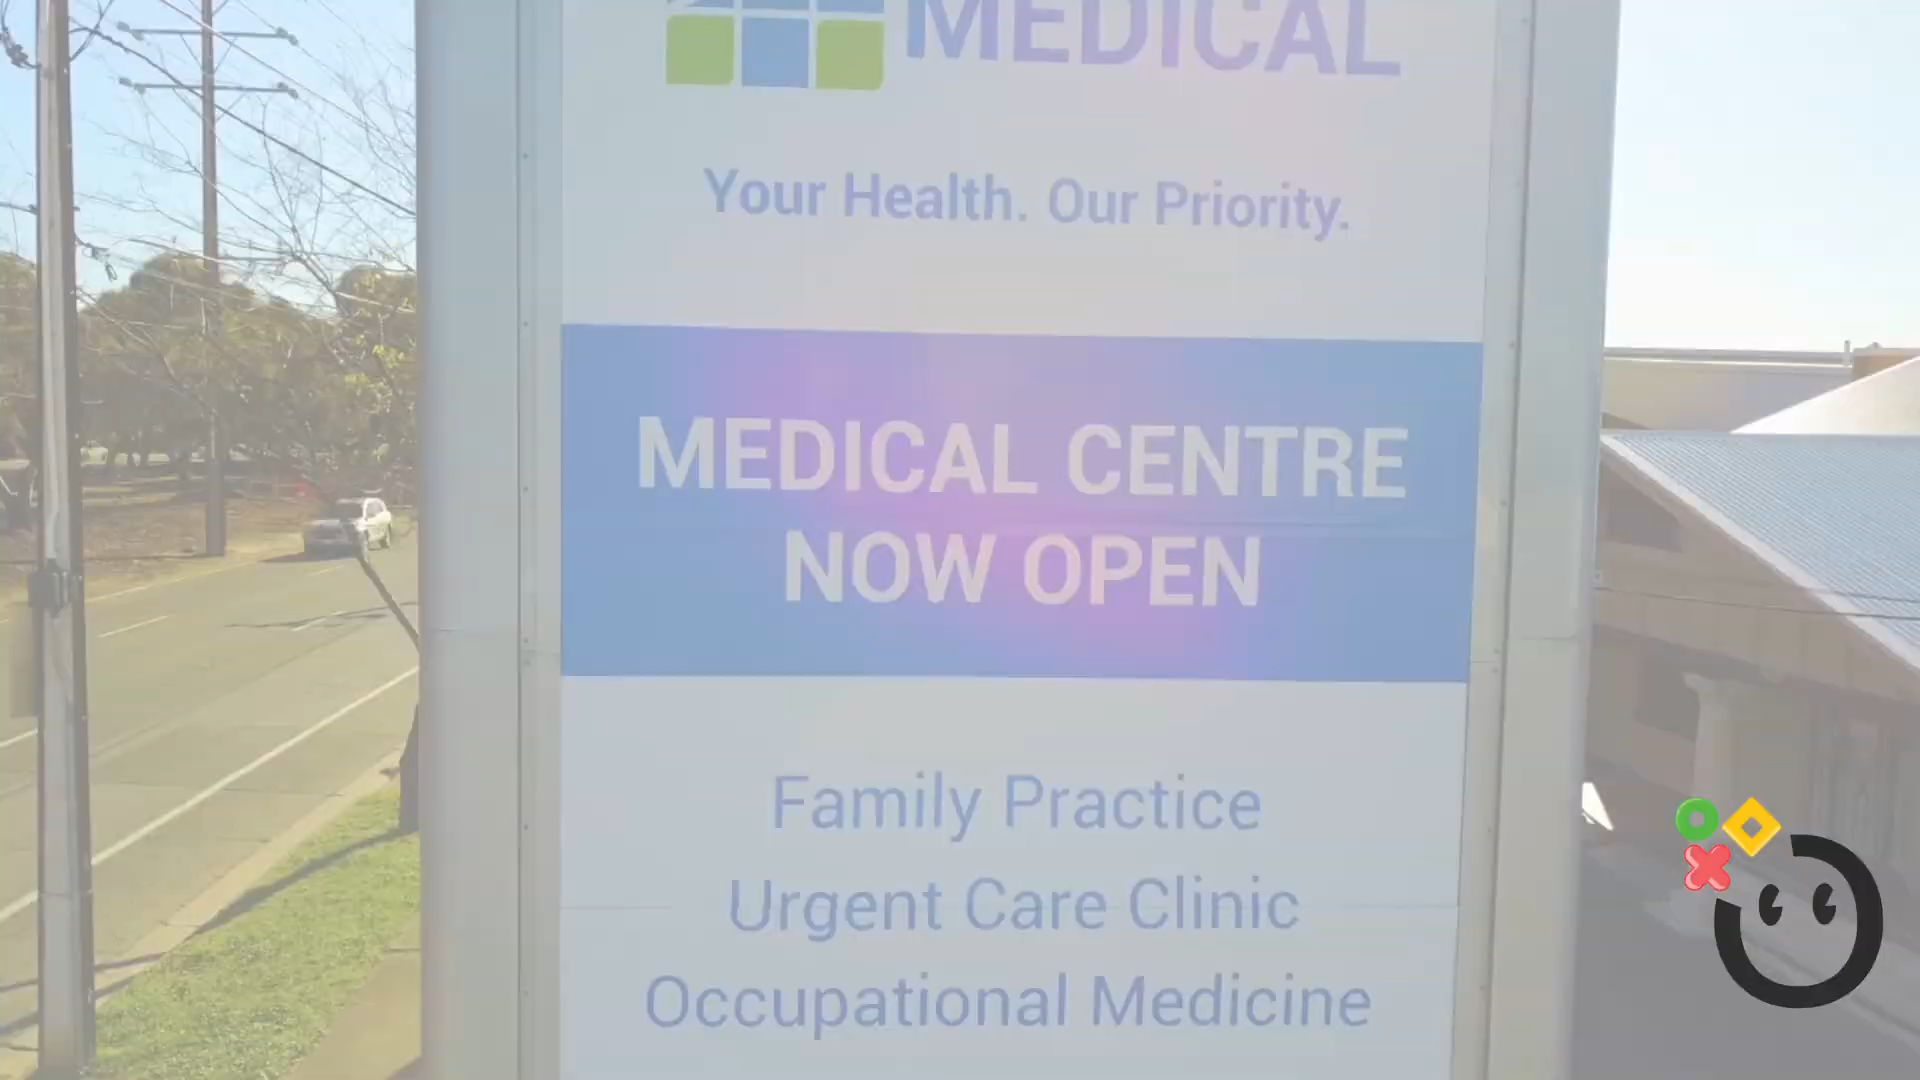 MEDICAL
Your Health. Our Priority.
MEDICAL CENTRE
NOW OPEN
Family Practice
Urgent Care Clinic
Occupational Medicine